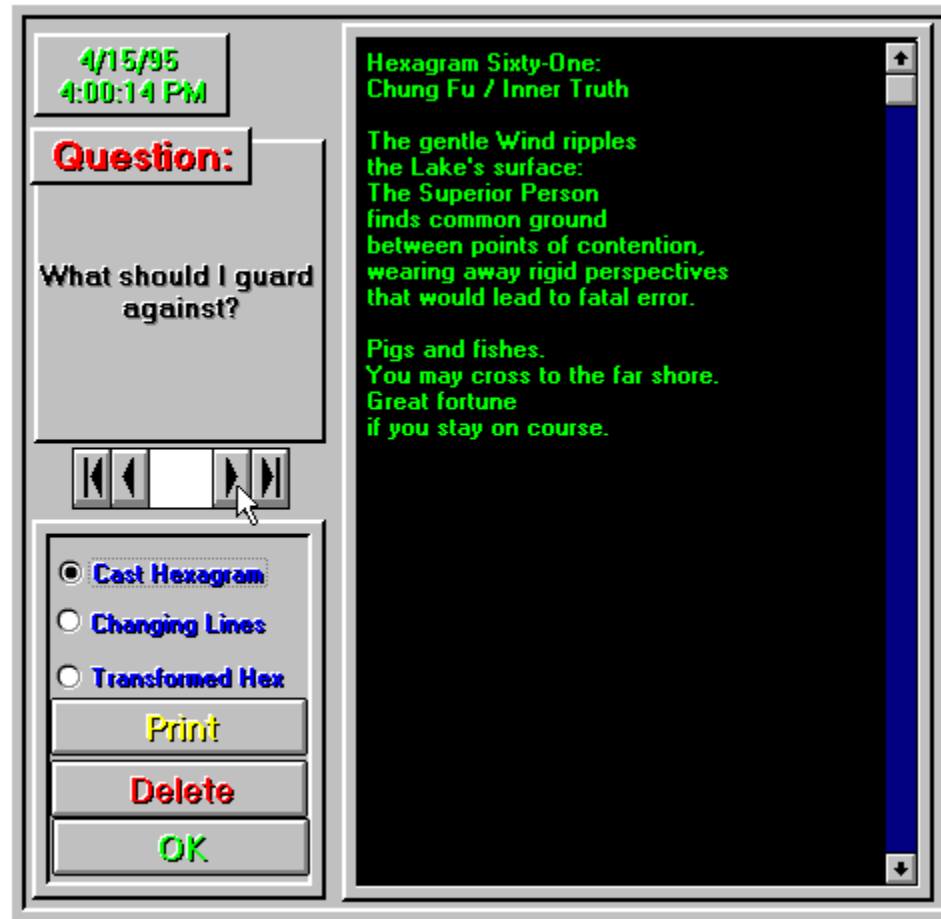 4/15/95
4:00:14 PM
Question:
What should I guard
against?
Cast Hexagram
Changing Lines
Transformed Hex
Print
Delete
OK
Hexagram Sixty-One:
Chung Fu / Inner Truth
The gentle Wind ripples
the Lake's surface:
The Superior Person
finds common ground
between points of contention,
wearing away rigid perspectives
that would lead to fatal error.
Pigs and fishes.
You may cross to the far shore.
Great fortune
if you stay on course.